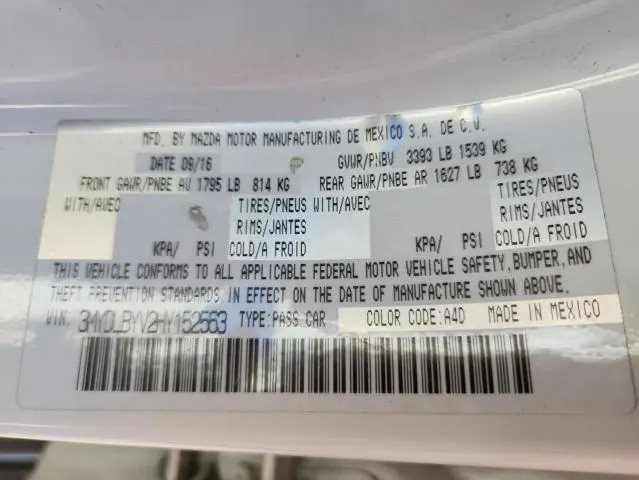 MFD. BY MAZDA MOTOR MANUFACTURING DE MEXICO S.A. DE C.V.
DATE 09/16 GVWR/PNBV 3393 LB 1539 KG
FRONT GAWR/PNBE AV 1795 LB 814 KG REAR GAWR/PNBE AR 1627 LB 738 KG
WITH/AVEC TIRES/PNEUS WITH/AVEC TIRES/PNEUS
RIMS/JANTES RIMS/JANTES
KPA/ PSI COLD/A FROID KPA/ PSI COLD/A FROID
THIS VEHICLE CONFORMS TO ALL APPLICABLE FEDERAL MOTOR VEHICLE SAFETY, BUMPER, AND
THEFT PREVENTION STANDARDS IN EFFECT ON THE DATE OF MANUFACTURE SHOWN ABOVE.
VIN: 3MYDLBYV2HY152553 TYPE:PASS CAR COLOR CODE:A4D MADE IN MEXICO